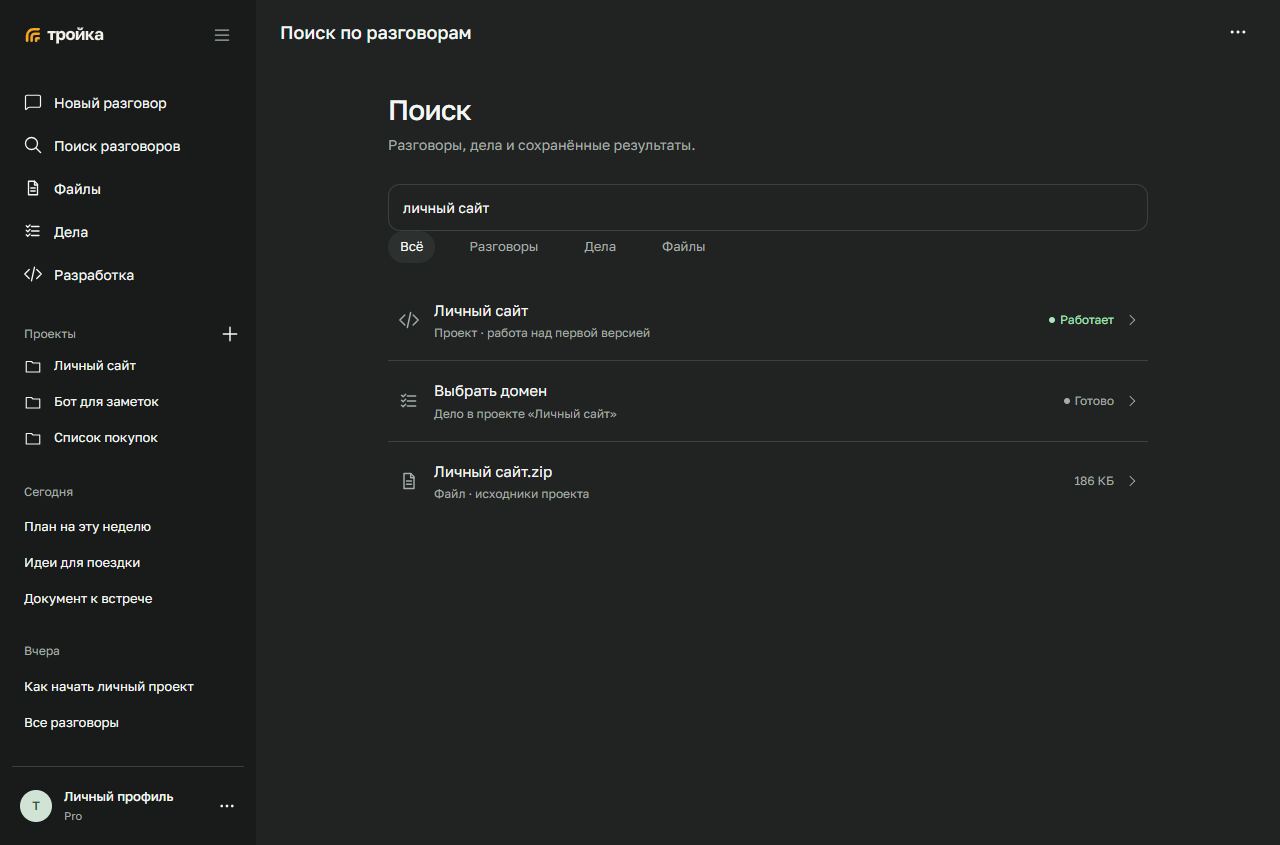 тройка
Новый разговор
Поиск разговоров
Файлы
Дела
Разработка
Проекты
Личный сайт
Бот для заметок
Список покупок
Сегодня
План на эту неделю
Идеи для поездки
Документ к встрече
Вчера
Как начать личный проект
Все разговоры
Т
Личный профиль
Pro
Поиск по разговорам
Поиск
Разговоры, дела и сохранённые результаты.
личный сайт
Всё Разговоры Дела Файлы
Личный сайт
Проект · работа над первой версией
Работает
Выбрать домен
Дело в проекте «Личный сайт»
Готово
Личный сайт.zip
Файл · исходники проекта
186 КБ